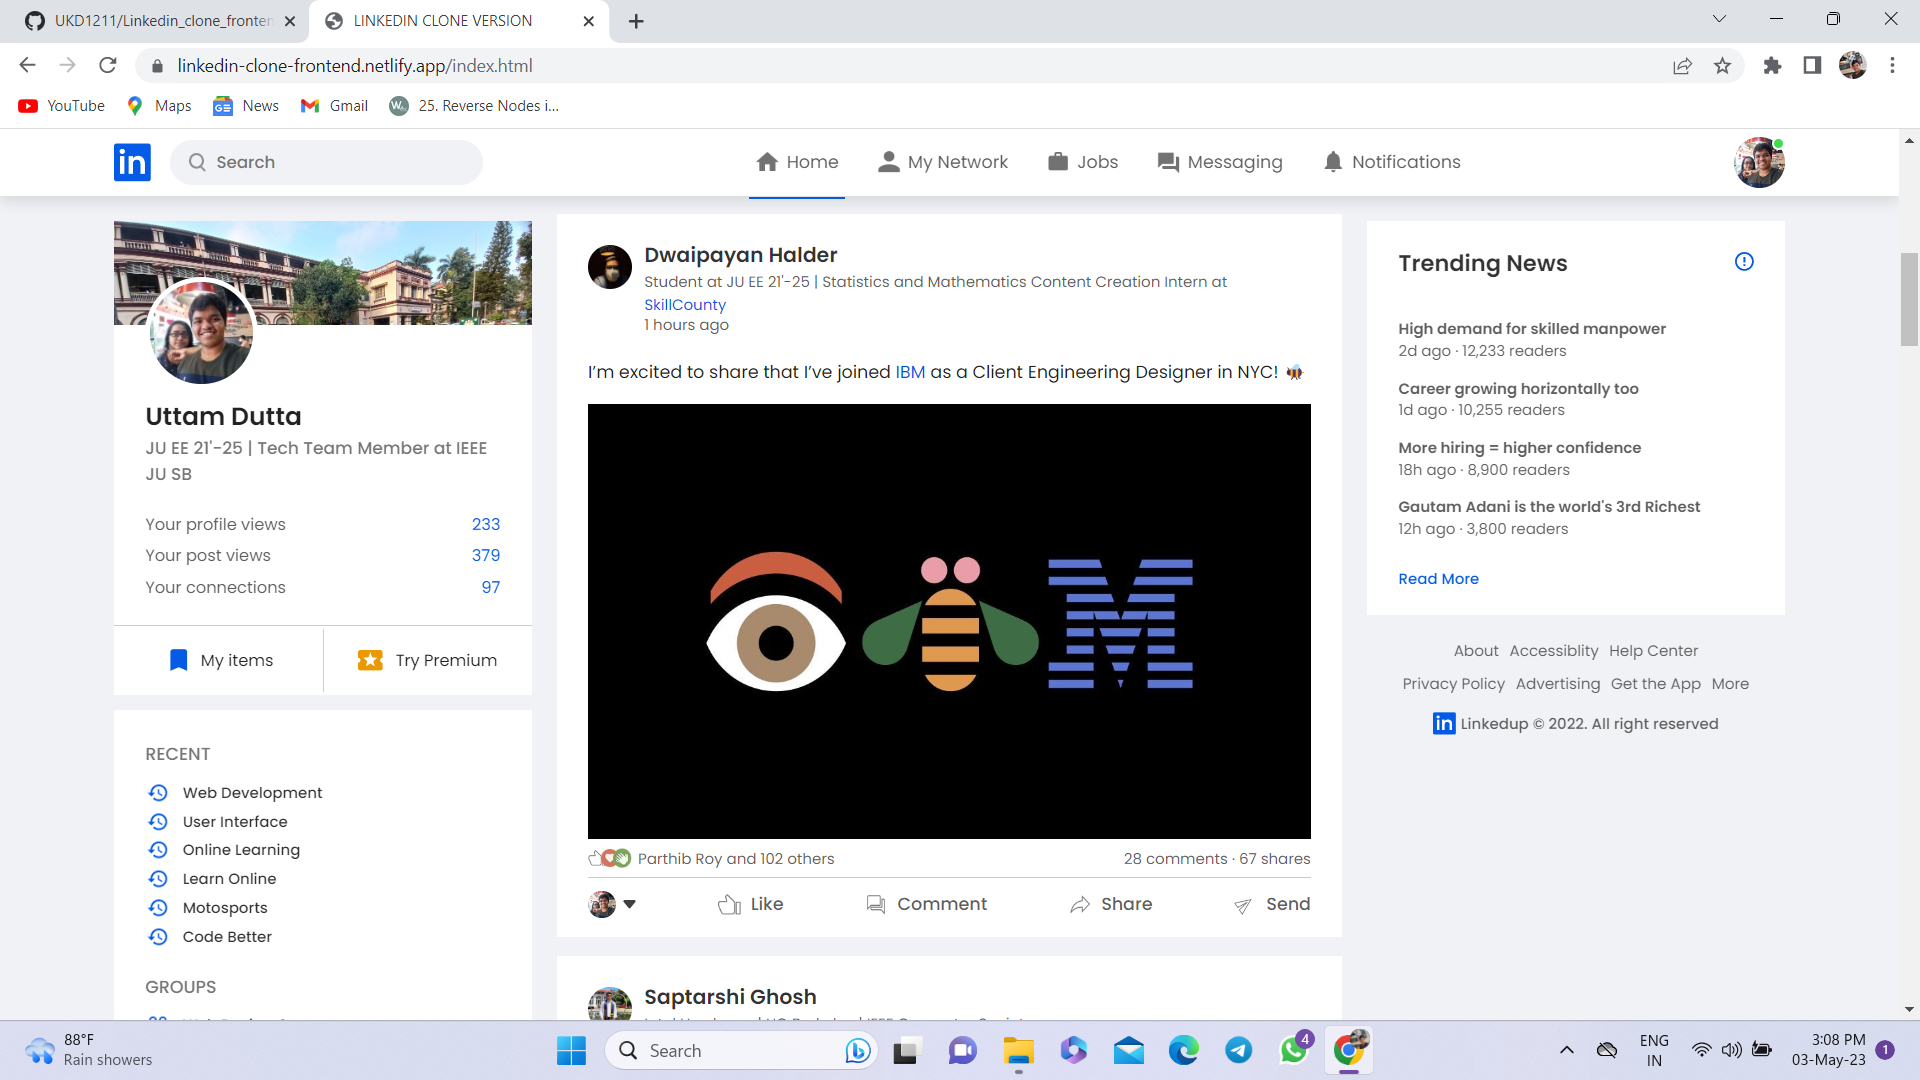 UKD1211/Linkedin_clone_fronten
LINKEDIN CLONE VERSION
linkedin-clone-frontend.netlify.app/index.html
YouTube
Maps
News
Gmail
25. Reverse Nodes i...
in
Search
Home
My Network
Jobs
Messaging
Notifications
Uttam Dutta
JU EE 21'-25 | Tech Team Member at IEEE
JU SB
Your profile views 233
Your post views 379
Your connections 97
My items
Try Premium
RECENT
Web Development
User Interface
Online Learning
Learn Online
Motosports
Code Better
GROUPS
Dwaipayan Halder
Student at JU EE 21'-25 | Statistics and Mathematics Content Creation Intern at
SkillCounty
1 hours ago
I'm excited to share that I've joined IBM as a Client Engineering Designer in NYC!
M
Parthib Roy and 102 others
28 comments · 67 shares
Like
Comment
Share
Send
Saptarshi Ghosh
Trending News
High demand for skilled manpower
2d ago · 12,233 readers
Career growing horizontally too
1d ago · 10,255 readers
More hiring = higher confidence
18h ago · 8,900 readers
Gautam Adani is the world's 3rd Richest
12h ago · 3,800 readers
Read More
About Accessiblity Help Center
Privacy Policy Advertising Get the App More
in Linkedup © 2022. All right reserved
88°F
Rain showers
Search
4
ENG
IN
3:08 PM
03-May-23
1